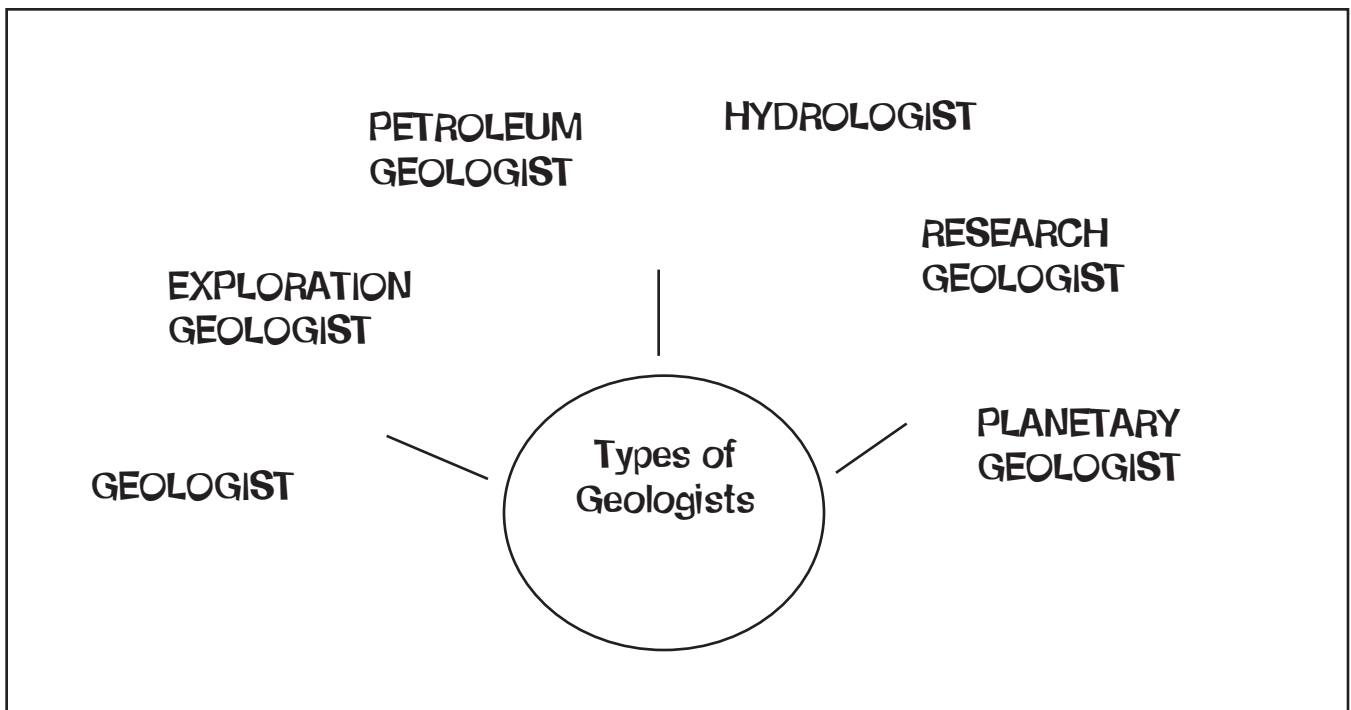 PETROLEUM
GEOLOGIST
HYDROLOGIST
RESEARCH
GEOLOGIST
EXPLORATION
GEOLOGIST
PLANETARY
GEOLOGIST
GEOLOGIST
Types of
Geologists